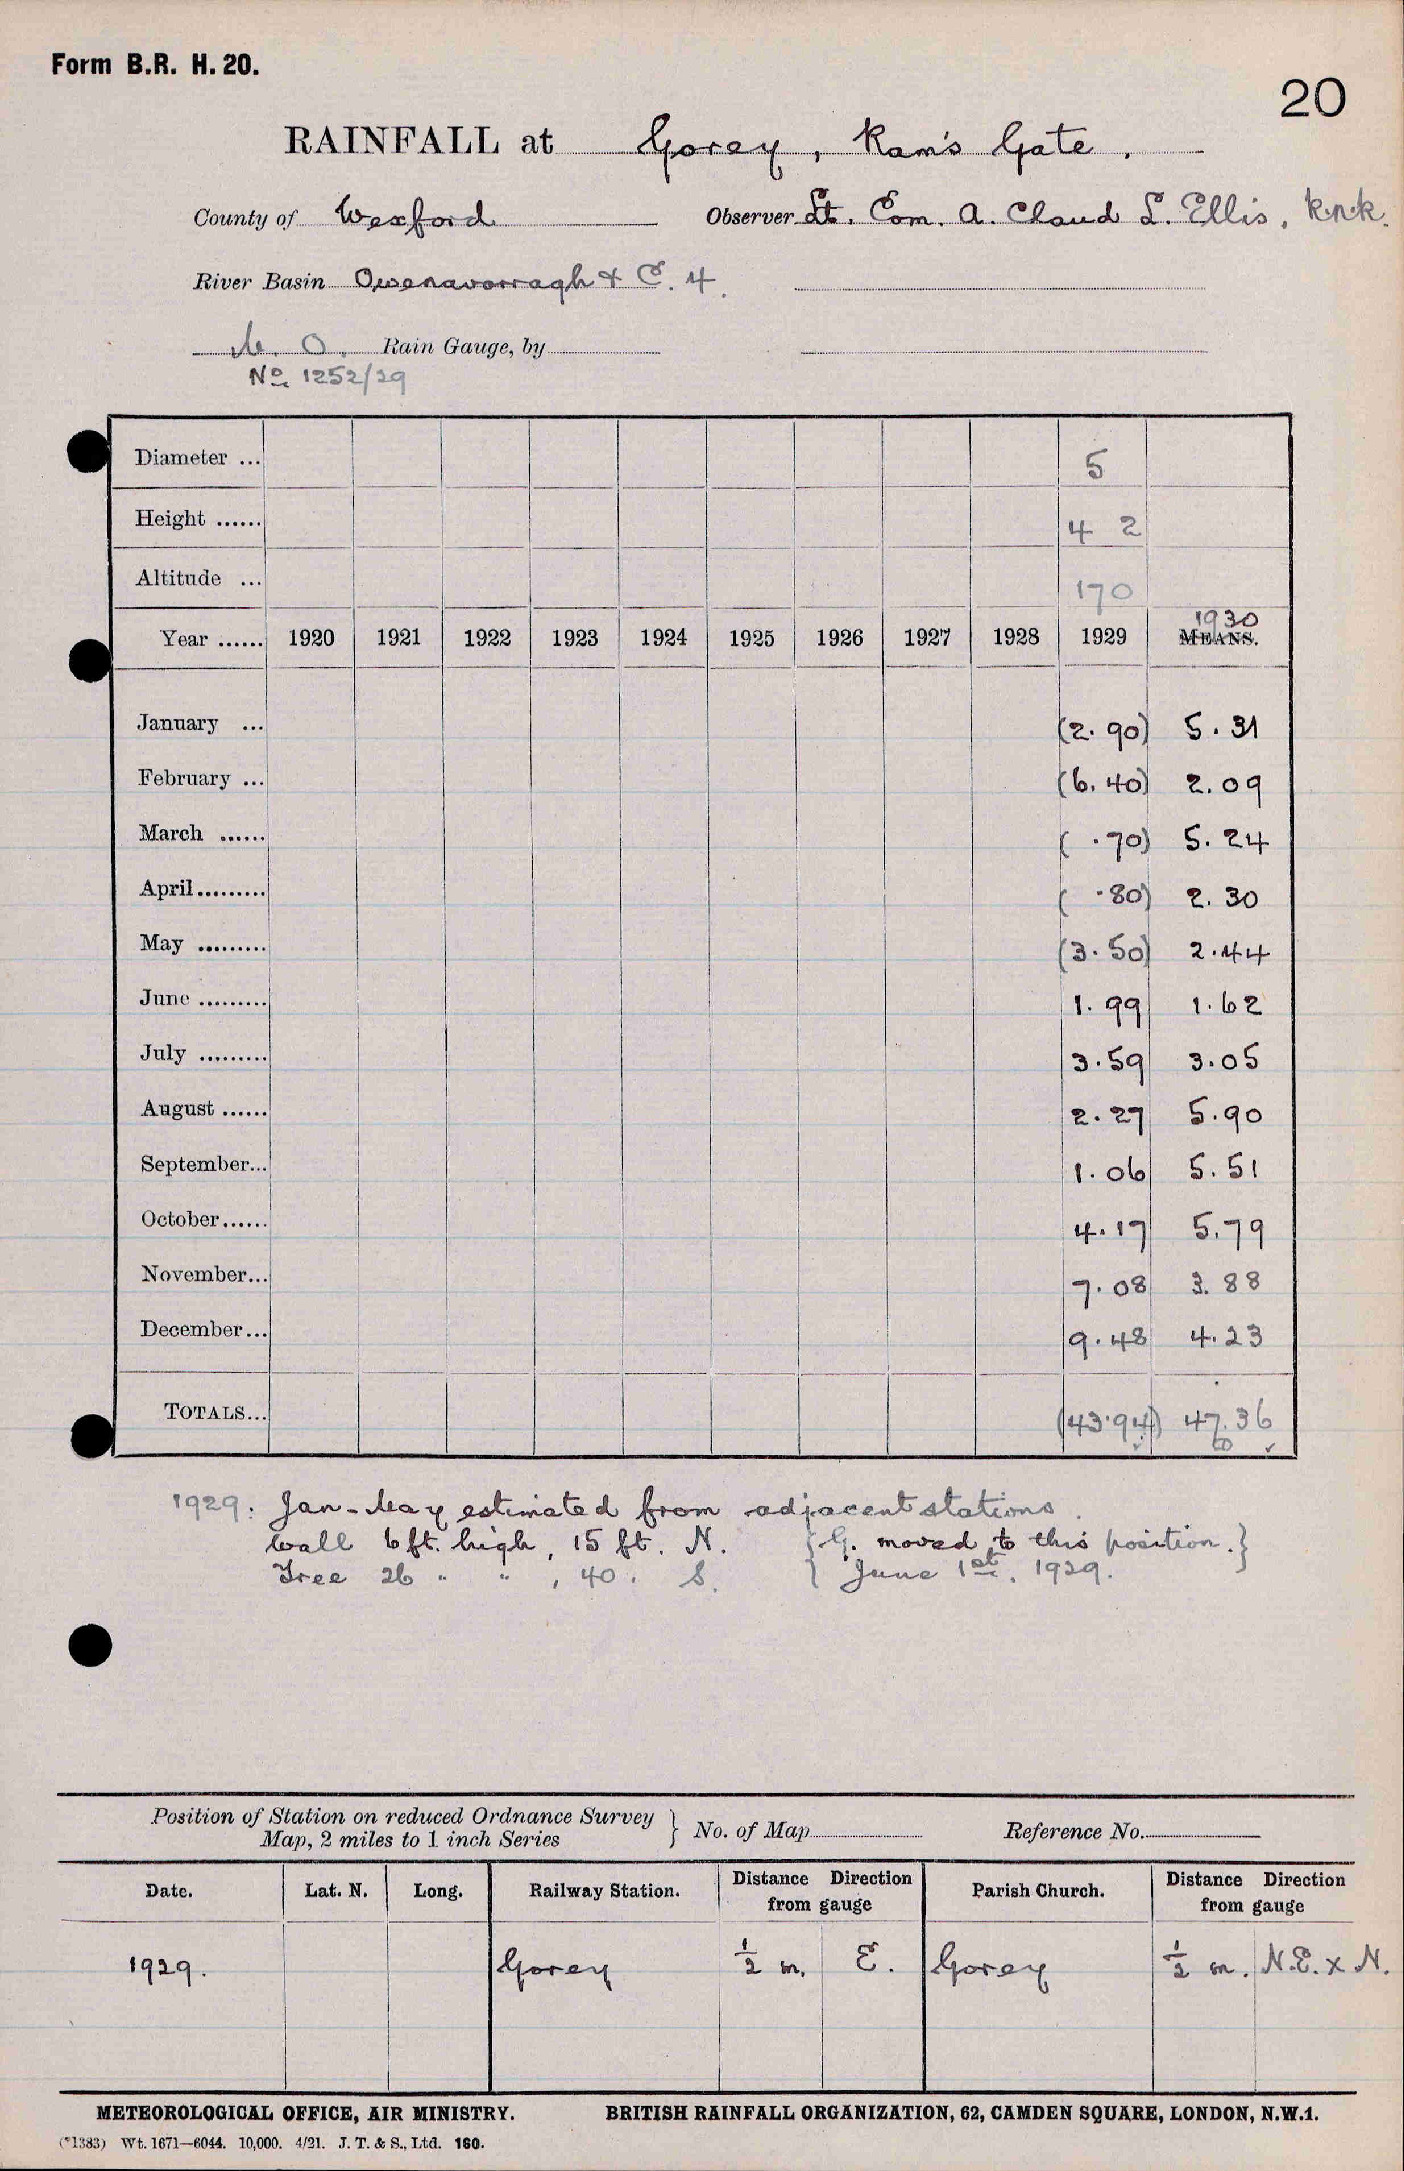 Form B.R. H. 20.
20
RAINFALL at Gorey, Ram's Gate.
County of Wexford Observer Lt. Com. A. Claud L. Ellis, R.N.R.
River Basin Owenavorragh & C. 4.
M. O. Rain Gauge, by
No 1252/29
Diameter ... 5
Height ...... 4 2
Altitude ... 170
Year ...... 1920 1921 1922 1923 1924 1925 1926 1927 1928 1929 MEANS. 1930
January ... (2.90) 5.31
February ... (6.40) 2.09
March ...... ( .70) 5.24
April......... ( .80) 2.30
May ......... (3.50) 2.44
June ......... 1.99 1.62
July ......... 3.59 3.05
August ...... 2.27 5.90
September... 1.06 5.51
October...... 4.17 5.79
November... 7.08 3.88
December... 9.48 4.23
TOTALS... (43.94) 47.36
1929. Jan-May estimated from adjacent stations.
Wall 6 ft. high, 15 ft. N. {G. moved to this position.}
Tree 26 " " , 40 . S. { June 1st, 1929. }
Position of Station on reduced Ordnance Survey
Map, 2 miles to 1 inch Series } No. of Map Reference No.
Date. Lat. N. Long. Railway Station. Distance Direction from gauge Parish Church. Distance Direction from gauge
1929. Gorey 1/2 m. E. Gorey 1/2 m. N.E. x N.
METEOROLOGICAL OFFICE, AIR MINISTRY. BRITISH RAINFALL ORGANIZATION, 62, CAMDEN SQUARE, LONDON, N.W.1.
(*1383) Wt. 1671—6044. 10,000. 4/21. J. T. & S., Ltd. 160.